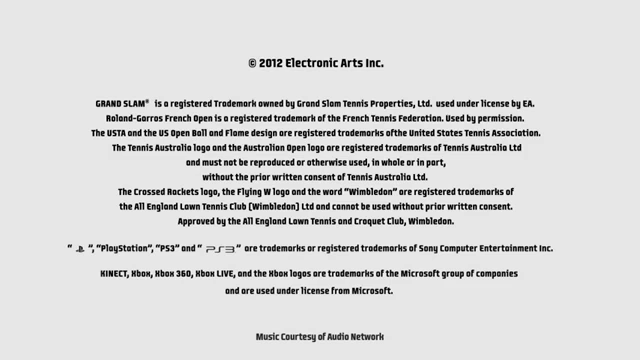 © 2012 Electronic Arts Inc.
GRAND SLAM® is a registered Trademark owned by Grand Slam Tennis Properties, Ltd. used under license by EA.
Roland-Garros French Open is a registered trademark of the French Tennis Federation. Used by permission.
The USTA and the US Open Ball and Flame design are registered trademarks ofthe United States Tennis Association.
The Tennis Australia logo and the Australian Open logo are registered trademarks of Tennis Australia Ltd
and must not be reproduced or otherwise used, in whole or in part,
without the prior written consent of Tennis Australia Ltd.
The Crossed Rackets logo, the Flying W logo and the word "Wimbledon" are registered trademarks of
the All England Lawn Tennis Club (Wimbledon) Ltd and cannot be used without prior written consent.
Approved by the All England Lawn Tennis and Croquet Club, Wimbledon.
" ", "PlayStation", "PS3" and " PS3 " are trademarks or registered trademarks of Sony Computer Entertainment Inc.
KINECT, Xbox, Xbox 360, Xbox LIVE, and the Xbox logos are trademarks of the Microsoft group of companies
and are used under license from Microsoft.
Music Courtesy of Audio Network